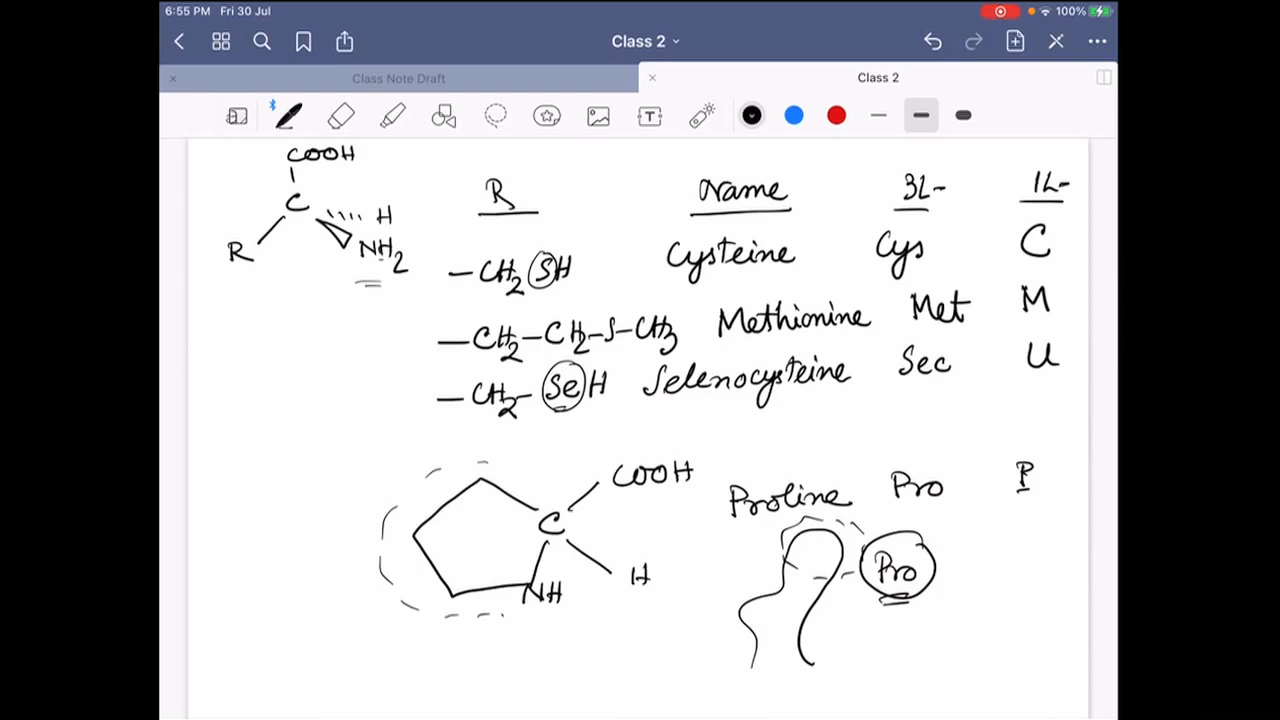 6:55 PM Fri 30 Jul
100%
Class 2
Class Note Draft
Class 2
COOH
C
H
R
NH2
R Name 3L- 1L-
—CH2SH Cysteine Cys C
—CH2—CH2—S—CH3 Methionine Met M
—CH2—SeH Selenocysteine Sec U
COOH
C
H
NH
Proline Pro P
Pro